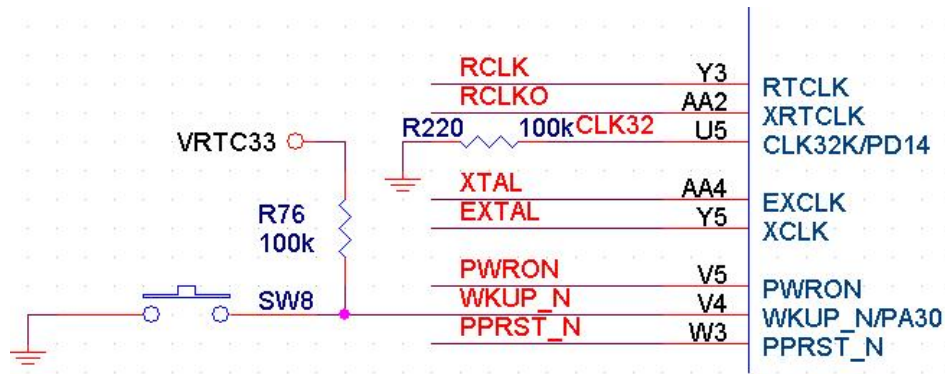 RCLK Y3 RTCLK
RCLKO AA2 XRTCLK
R220 100k CLK32 U5 CLK32K/PD14
VRTC33
XTAL AA4 EXCLK
EXTAL Y5 XCLK
R76
100k
PWRON V5 PWRON
SW8 WKUP_N V4 WKUP_N/PA30
PPRST_N W3 PPRST_N